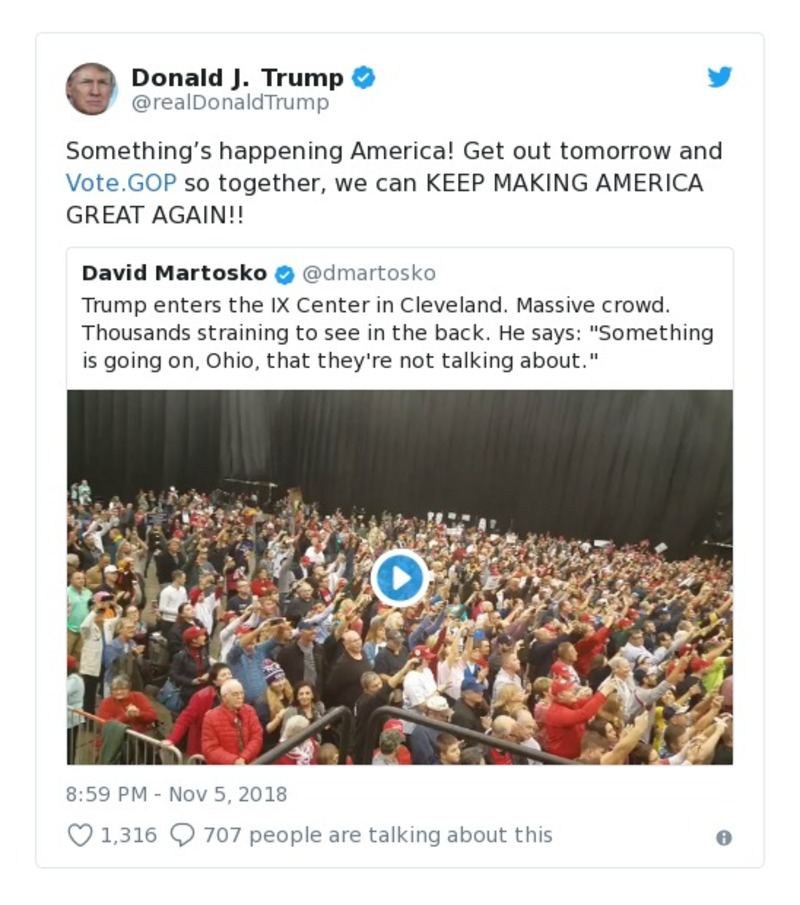 Donald J. Trump
@realDonaldTrump
Something’s happening America! Get out tomorrow and
Vote.GOP so together, we can KEEP MAKING AMERICA
GREAT AGAIN!!
David Martosko @dmartosko
Trump enters the IX Center in Cleveland. Massive crowd.
Thousands straining to see in the back. He says: "Something
is going on, Ohio, that they're not talking about."
8:59 PM - Nov 5, 2018
1,316 707 people are talking about this